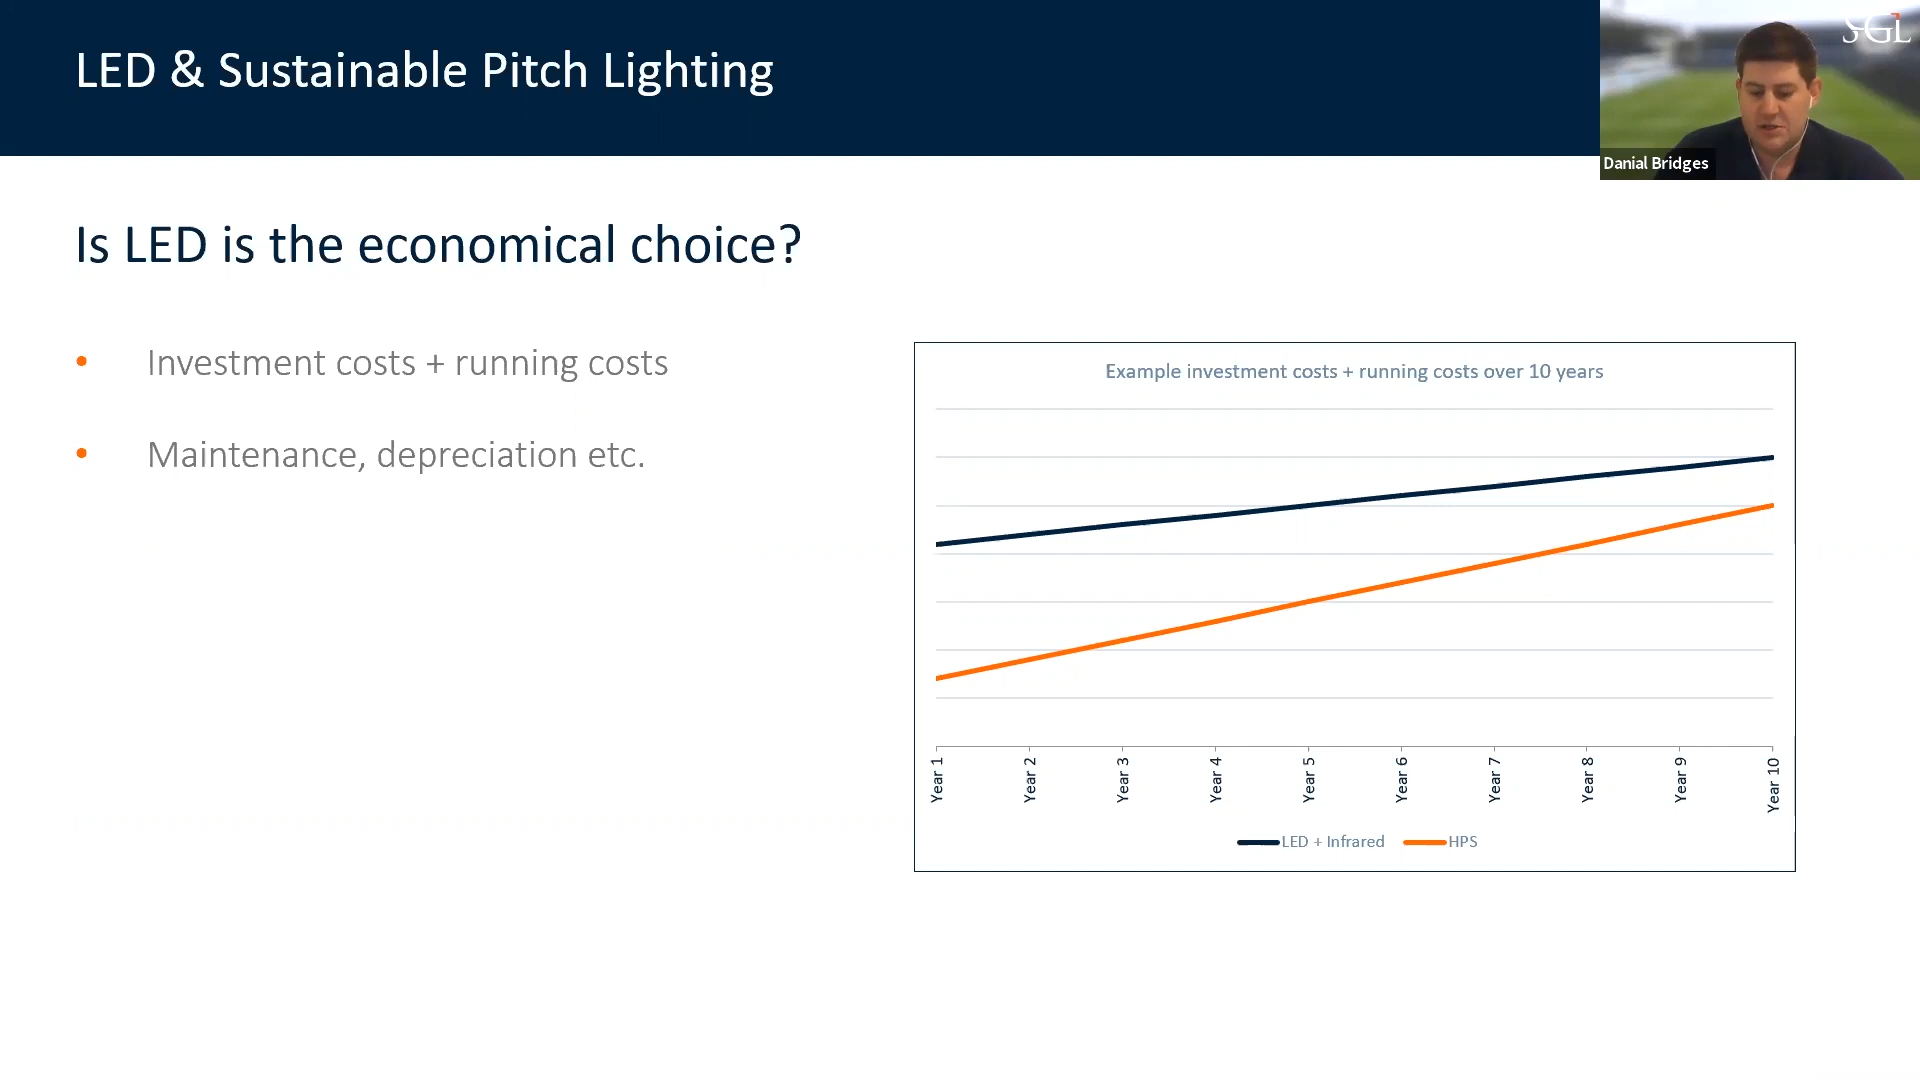 LED & Sustainable Pitch Lighting
SGL
Danial Bridges
Is LED is the economical choice?
• Investment costs + running costs
• Maintenance, depreciation etc.
Example investment costs + running costs over 10 years
Year 1
Year 2
Year 3
Year 4
Year 5
Year 6
Year 7
Year 8
Year 9
Year 10
LED + Infrared
HPS